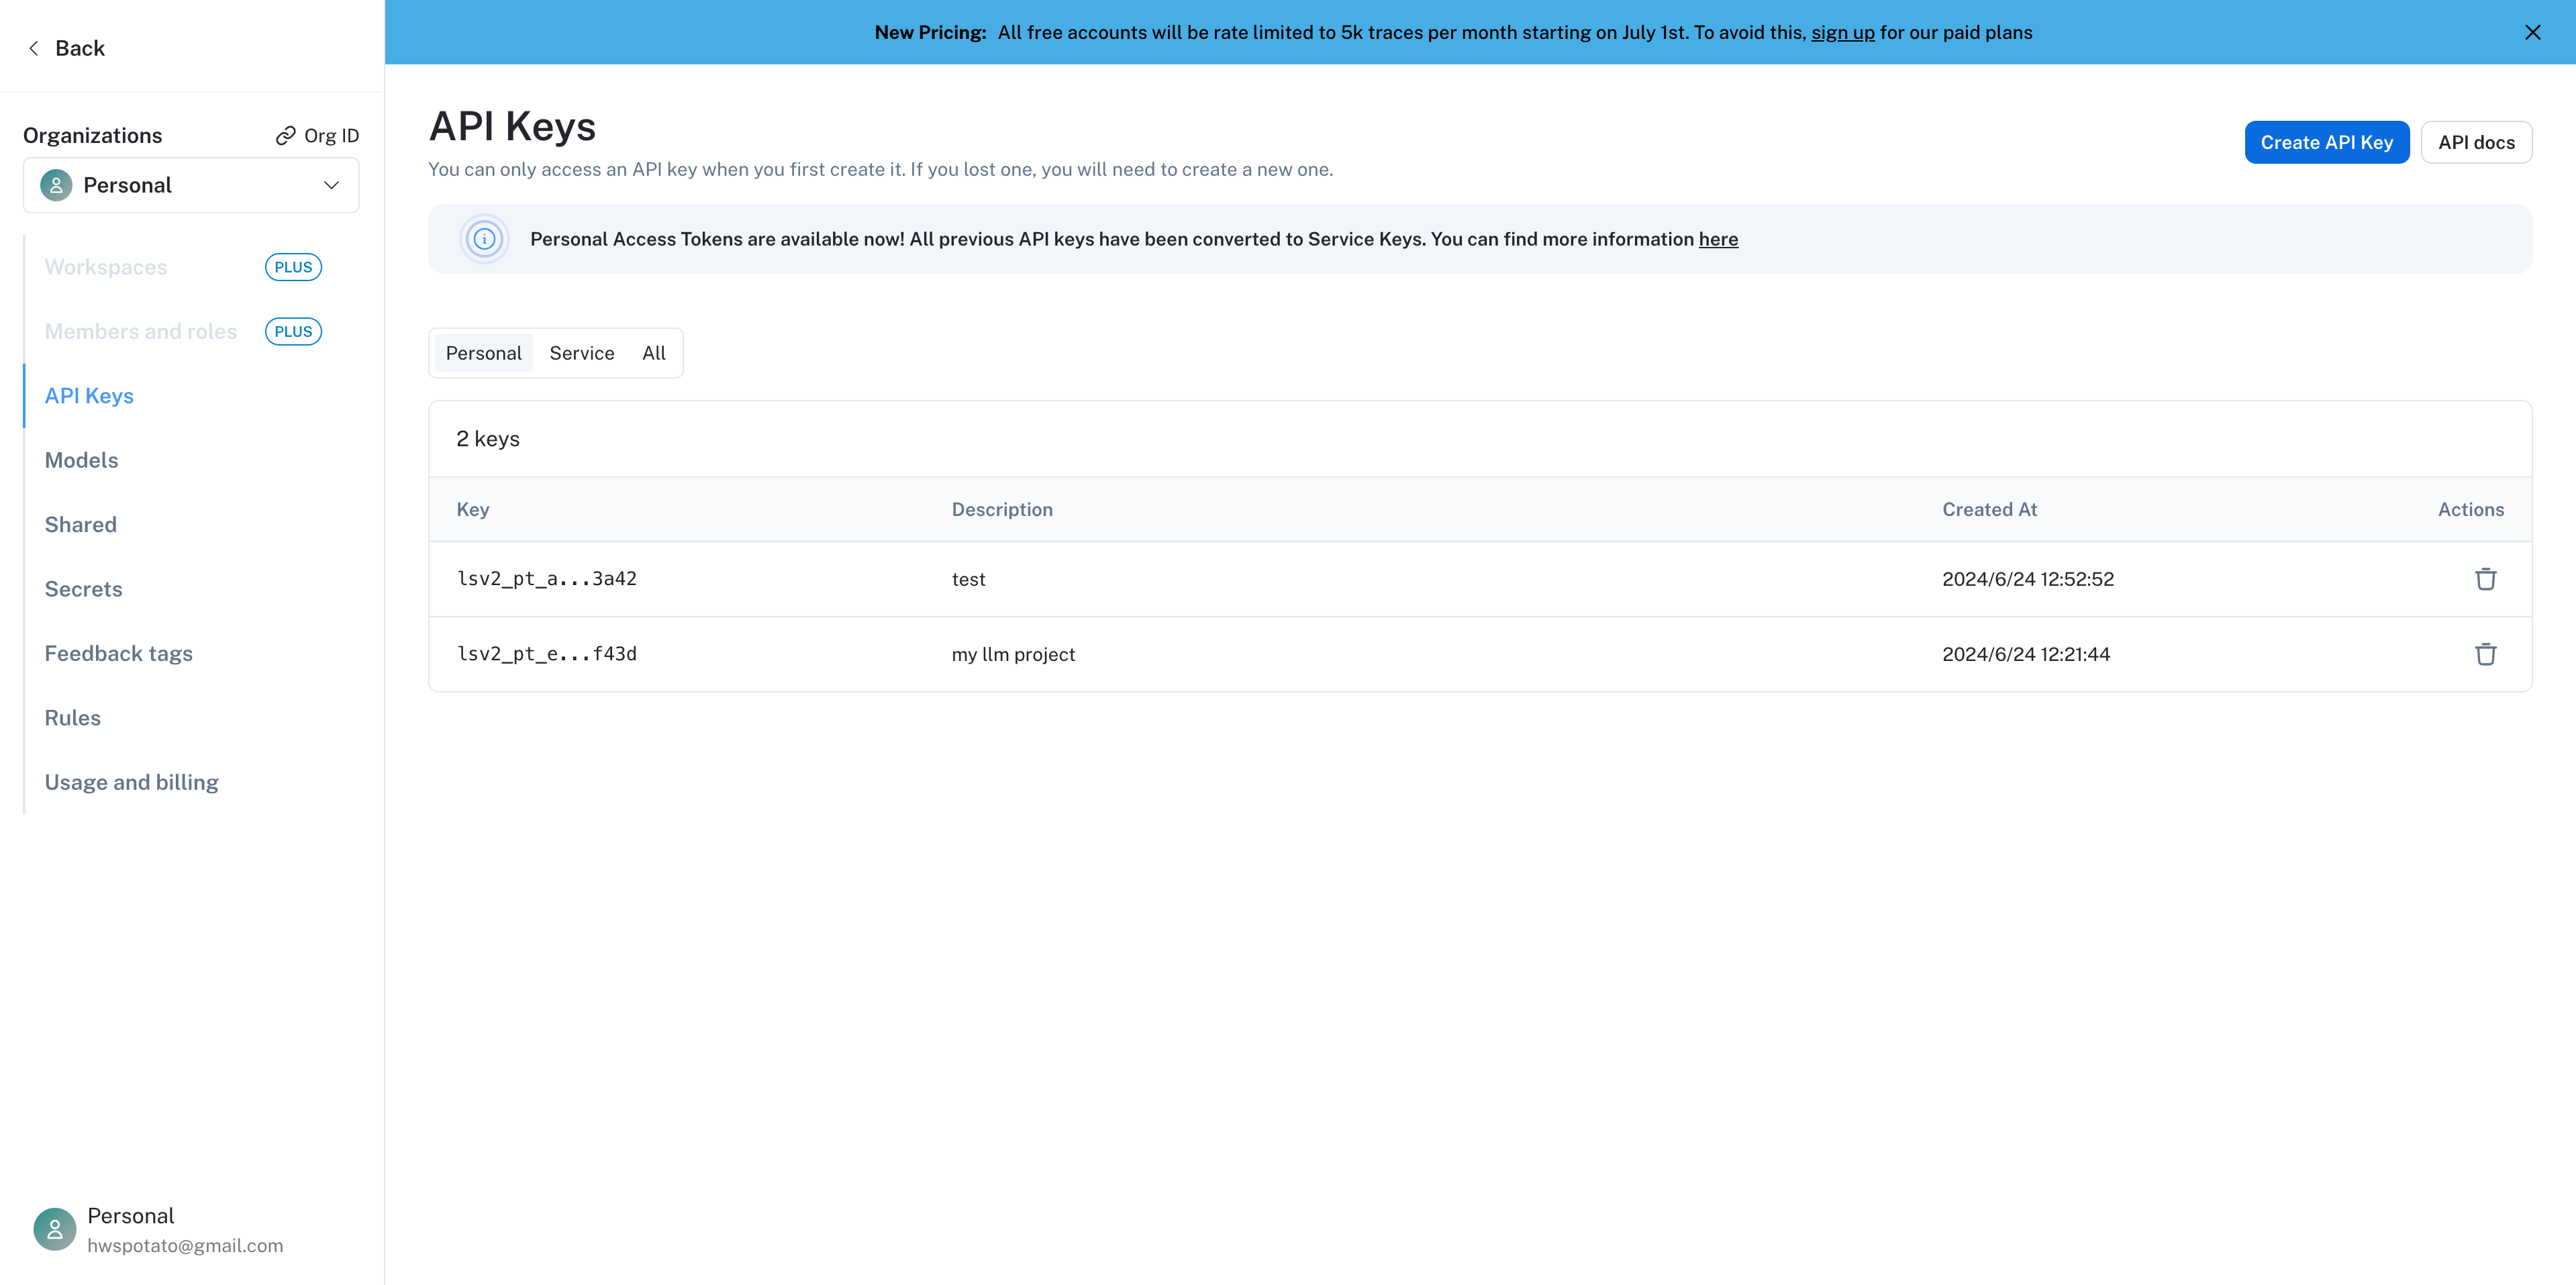 Back
New Pricing: All free accounts will be rate limited to 5k traces per month starting on July 1st. To avoid this, sign up for our paid plans
Organizations
Org ID
Personal
Workspaces
PLUS
Members and roles
PLUS
API Keys
Models
Shared
Secrets
Feedback tags
Rules
Usage and billing
Personal
hwspotato@gmail.com
API Keys
You can only access an API key when you first create it. If you lost one, you will need to create a new one.
Create API Key
API docs
Personal Access Tokens are available now! All previous API keys have been converted to Service Keys. You can find more information here
Personal Service All
2 keys
Key Description Created At Actions
lsv2_pt_a...3a42 test 2024/6/24 12:52:52
lsv2_pt_e...f43d my llm project 2024/6/24 12:21:44